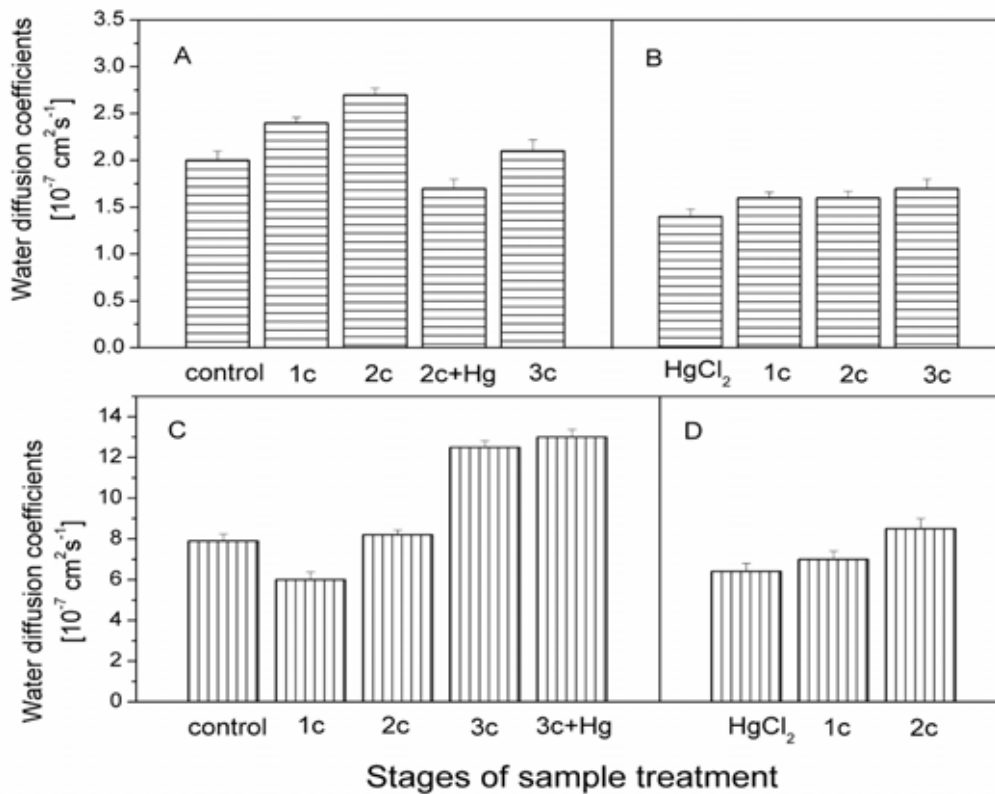 Water diffusion coefficients
[10⁻⁷ cm²s⁻¹]
3.5
3.0
2.5
2.0
1.5
1.0
0.5
0.0
A
B
control 1c 2c 2c+Hg 3c
HgCl₂ 1c 2c 3c
Water diffusion coefficients
[10⁻⁷ cm²s⁻¹]
14
12
10
8
6
4
2
0
C
D
control 1c 2c 3c 3c+Hg
HgCl₂ 1c 2c
Stages of sample treatment